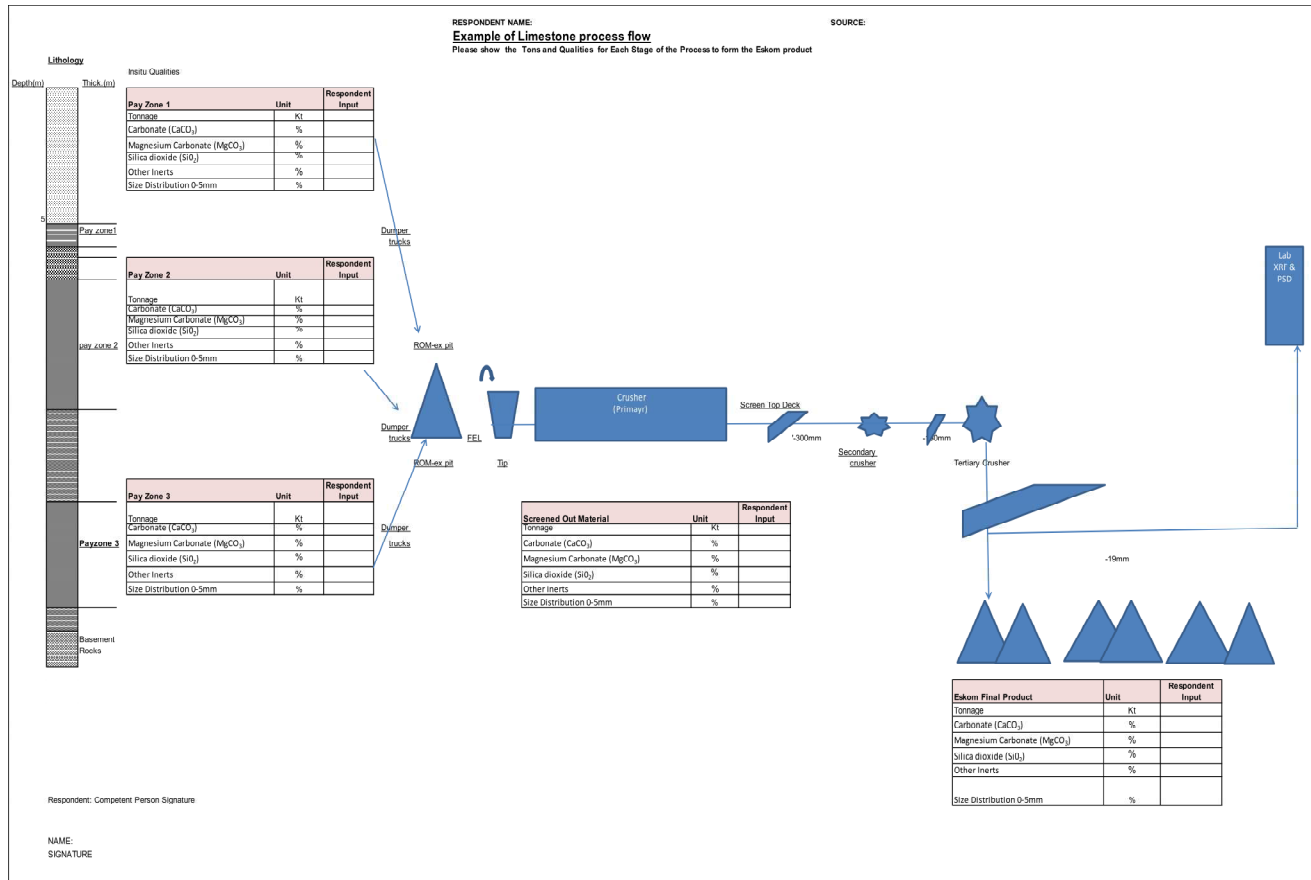 RESPONDENT NAME: SOURCE:
Example of Limestone process flow
Please show the Tons and Qualities for Each Stage of the Process to form the Eskom product
Lithology
Insitu Qualities
Depth(m) Thick.(m)
Pay Zone 1 Unit Respondent Input
Tonnage Kt
Carbonate (CaCO₃) %
Magnesium Carbonate (MgCO₃) %
Silica dioxide (Si0₂) %
Other Inerts %
Size Distribution 0-5mm %
5
Pay zone1
Dumper
trucks
Pay Zone 2 Unit Respondent Input
Tonnage Kt
Carbonate (CaCO₃) %
Magnesium Carbonate (MgCO₃) %
Silica dioxide (Si0₂) %
Other Inerts %
Size Distribution 0-5mm %
pay zone 2
Lab
XRF &
PSD
ROM-ex pit
Crusher
(Primayr)
Screen Top Deck
Dumper
trucks
FEL
'-300mm
Secondary
crusher
ROM-ex pit
Tip
Tertiary Crusher
Pay Zone 3 Unit Respondent Input
Tonnage Kt
Carbonate (CaCO₃) %
Magnesium Carbonate (MgCO₃) %
Silica dioxide (Si0₂) %
Other Inerts %
Size Distribution 0-5mm %
Payzone 3
Dumper
trucks
Screened Out Material Unit Respondent Input
Tonnage Kt
Carbonate (CaCO₃) %
Magnesium Carbonate (MgCO₃) %
Silica dioxide (Si0₂) %
Other Inerts %
Size Distribution 0-5mm %
-19mm
Basement
Rocks
Eskom Final Product Unit Respondent Input
Tonnage Kt
Carbonate (CaCO₃) %
Magnesium Carbonate (MgCO₃) %
Silica dioxide (Si0₂) %
Other Inerts %
Size Distribution 0-5mm %
Respondent: Competent Person Signature
NAME:
SIGNATURE